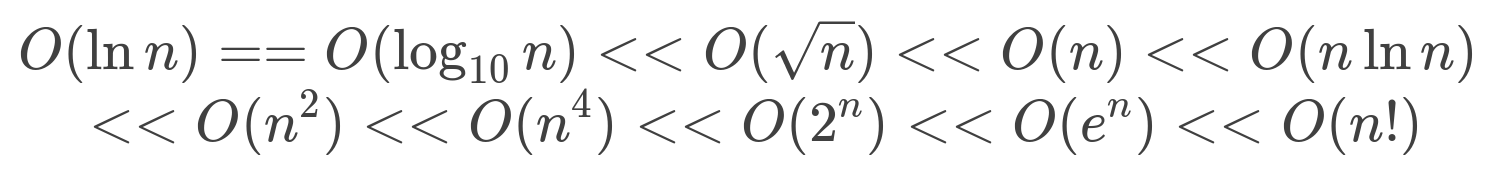 O(ln n) == O(log₁₀ n) << O(√n) << O(n) << O(n ln n)
<< O(n²) << O(n⁴) << O(2ⁿ) << O(eⁿ) << O(n!)